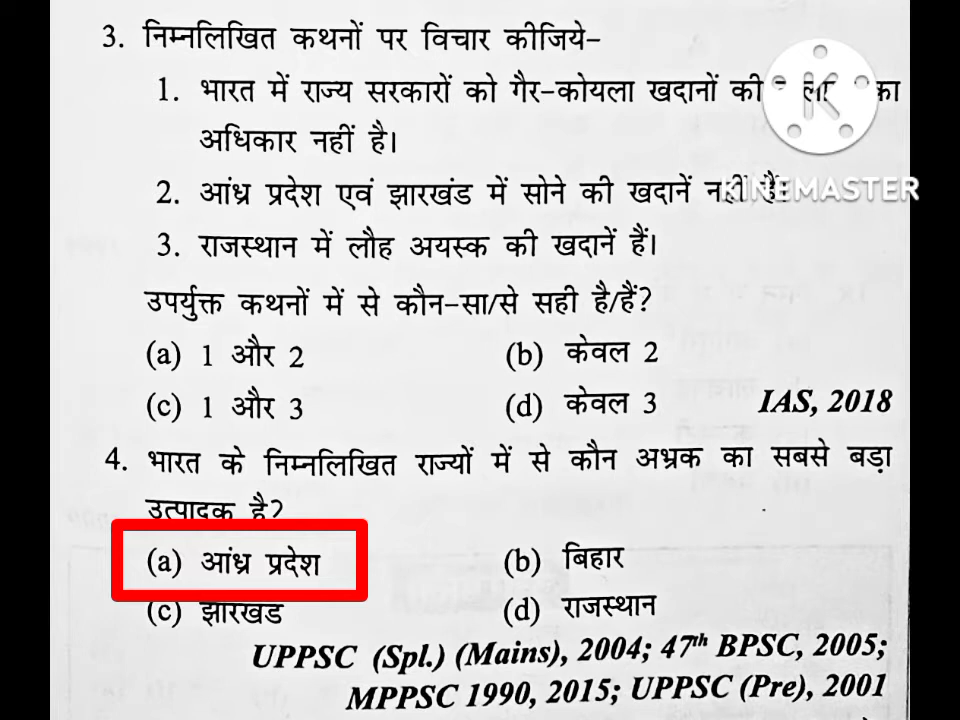 3. निम्नलिखित कथनों पर विचार कीजिये-
1. भारत में राज्य सरकारों को गैर-कोयला खदानों की का
अधिकार नहीं है।
2. आंध्र प्रदेश एवं झारखंड में सोने की खदानें नहीं हैं।
KINEMASTER
3. राजस्थान में लौह अयस्क की खदानें हैं।
उपर्युक्त कथनों में से कौन-सा/से सही है/हैं?
(a) 1 और 2 (b) केवल 2
(c) 1 और 3 (d) केवल 3 IAS, 2018
4. भारत के निम्नलिखित राज्यों में से कौन अभ्रक का सबसे बड़ा
उत्पादक है?
(a) आंध्र प्रदेश (b) बिहार
(c) झारखंड (d) राजस्थान
UPPSC (Spl.) (Mains), 2004; 47th BPSC, 2005;
MPPSC 1990, 2015; UPPSC (Pre), 2001